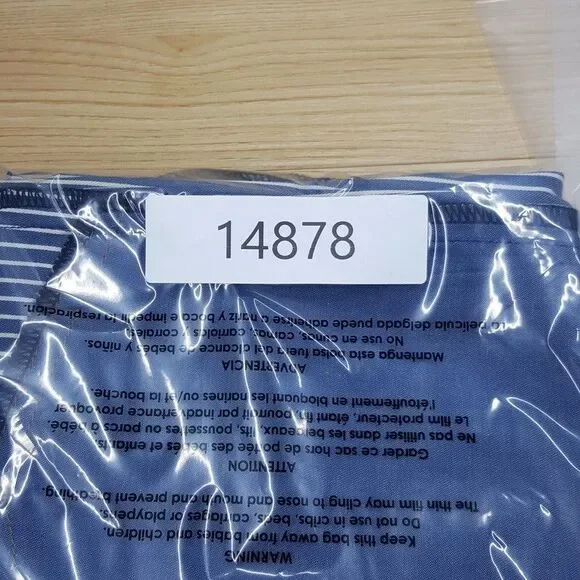 14878
WARNING
Keep this bag away from babies and children.
Do not use in cribs, beds, carriages or playpens.
The thin film may cling to nose and mouth and prevent breathing.
ATTENTION
Garder ce sac hors de portée des bébés et enfants.
Ne pas utiliser dans les berceaux, lits, poussettes ou parcs à bébé.
Le film protecteur, étant fin, pourroir par inadvertance provoquer
l'étouffement en bloquant les narines et/ou la bouche.
ADVERTENCIA
Mantenga esta bolsa fuera del alcance de bebés y niños.
No use en cunas, camas, carriolas y corrales.
La película delgada puede adherirse a nariz y boca e impedir la respiración.